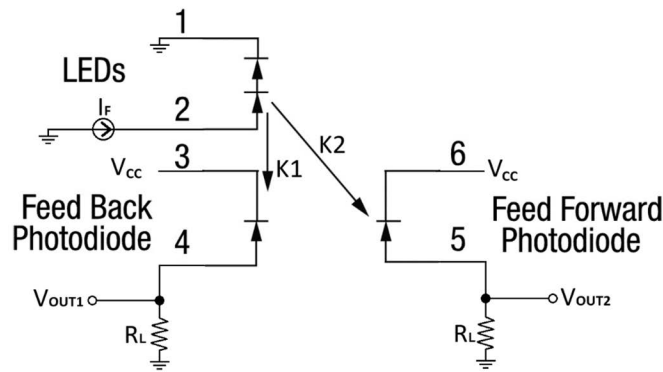 1
LEDs
IF
2
K2
3
VCC
K1
6
VCC
Feed Back
Photodiode
4
Feed Forward
Photodiode
5
VOUT1
VOUT2
RL
RL